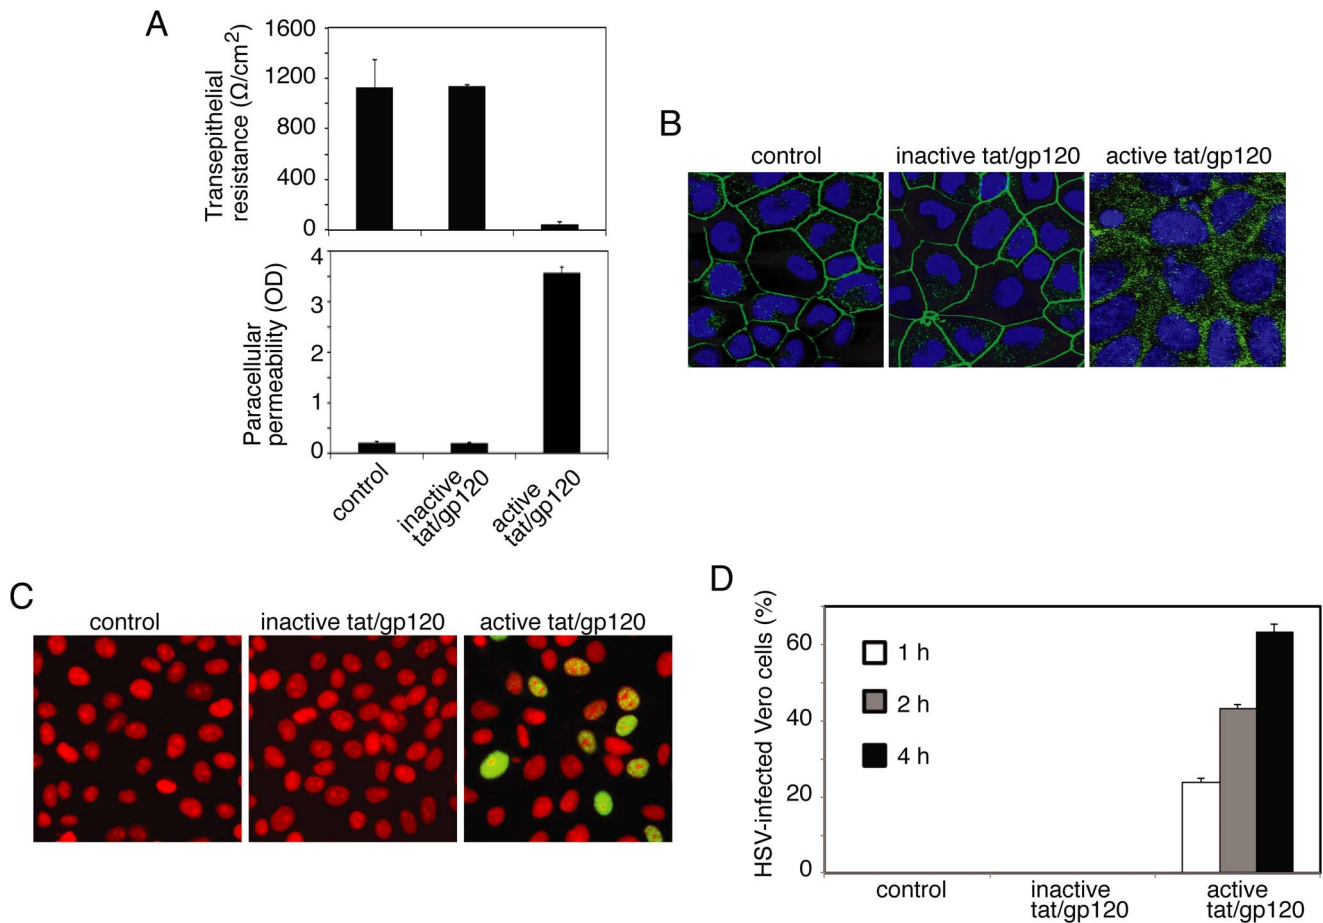 A
Transepithelial
resistance (Ω/cm2)
1600
1200
800
400
0
Paracellular
permeability (OD)
4
3
2
1
0
control
inactive
tat/gp120
active
tat/gp120
B
control
inactive tat/gp120
active tat/gp120
C
control
inactive tat/gp120
active tat/gp120
D
HSV-infected Vero cells (%)
60
40
20
0
1 h
2 h
4 h
control
inactive
tat/gp120
active
tat/gp120